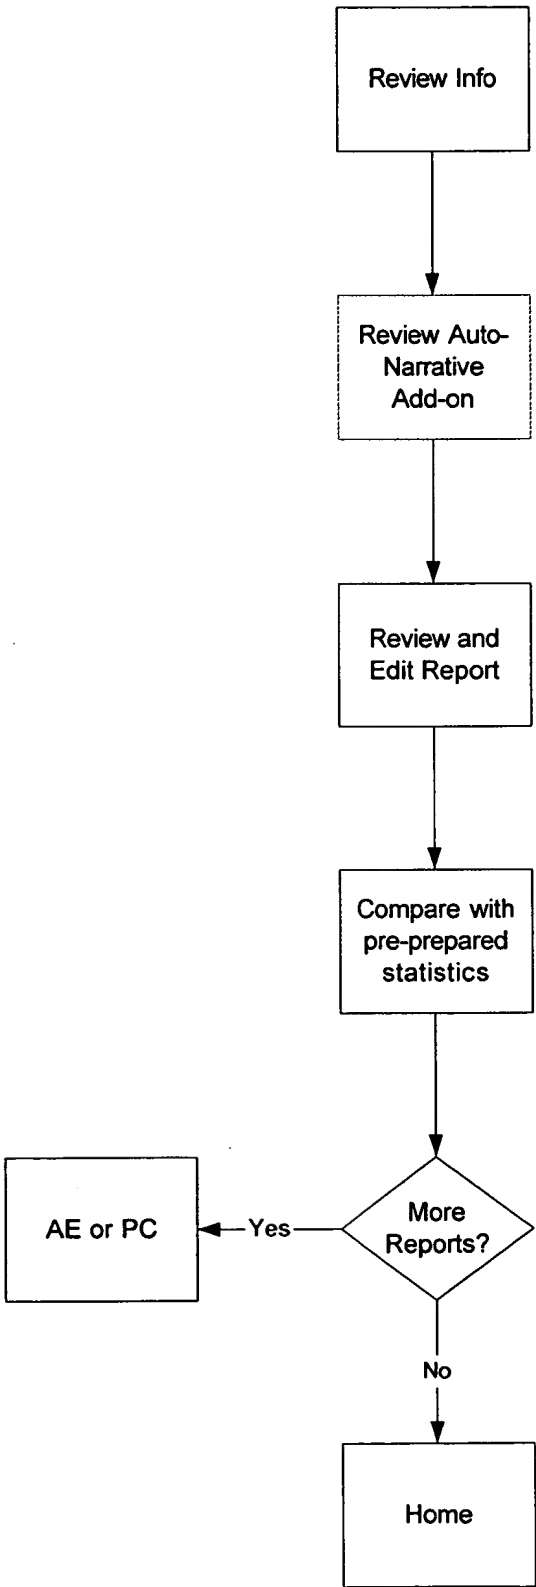 Review Info
Review Auto-
Narrative
Add-on
Review and
Edit Report
Compare with
pre-prepared
statistics
More
Reports?
Yes
AE or PC
No
Home